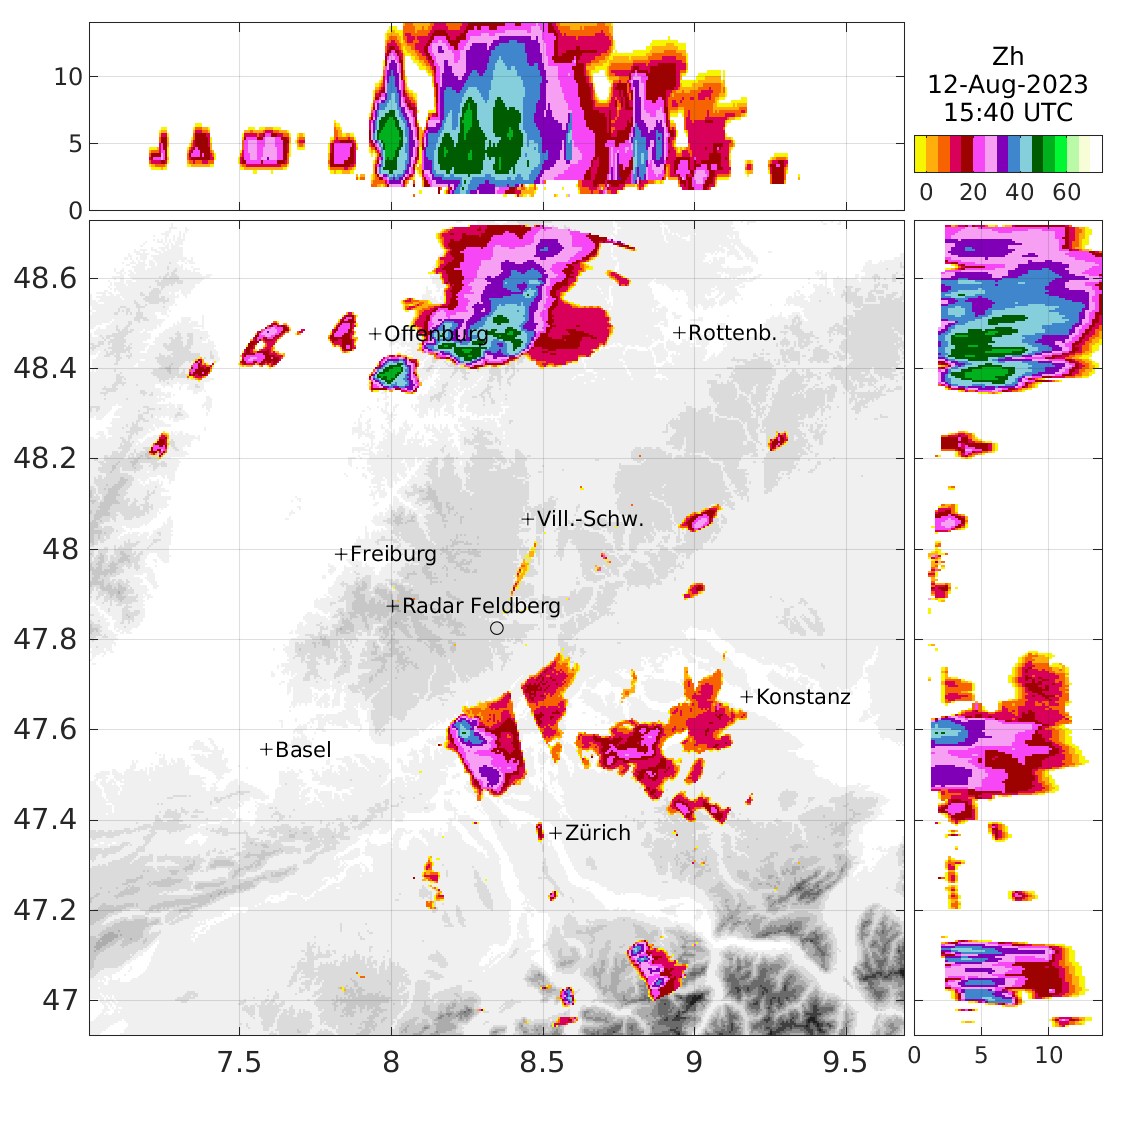 Zh
12-Aug-2023
15:40 UTC
0 20 40 60
10
5
0
48.6
48.4
48.2
48
47.8
47.6
47.4
47.2
47
+Offenburg
+Rottenb.
+Vill.-Schw.
+Freiburg
+Radar Feldberg
+Konstanz
+Basel
+Zürich
7.5 8 8.5 9 9.5
0 5 10